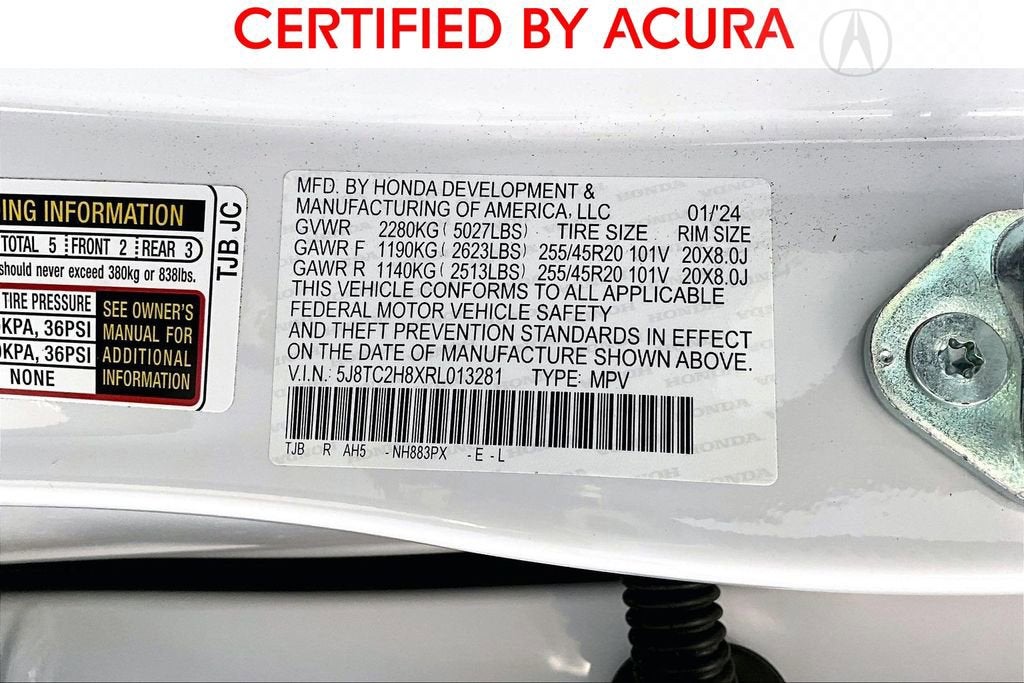 CERTIFIED BY ACURA
ING INFORMATION
TOTAL 5 FRONT 2 REAR 3
should never exceed 380kg or 838lbs.
TIRE PRESSURE
KPA, 36PSI
KPA, 36PSI
NONE
SEE OWNER'S
MANUAL FOR
ADDITIONAL
INFORMATION
TJB JC
MFD. BY HONDA DEVELOPMENT &
MANUFACTURING OF AMERICA, LLC 01/'24
GVWR 2280KG ( 5027LBS) TIRE SIZE RIM SIZE
GAWR F 1190KG ( 2623LBS) 255/45R20 101V 20X8.0J
GAWR R 1140KG ( 2513LBS) 255/45R20 101V 20X8.0J
THIS VEHICLE CONFORMS TO ALL APPLICABLE
FEDERAL MOTOR VEHICLE SAFETY
AND THEFT PREVENTION STANDARDS IN EFFECT
ON THE DATE OF MANUFACTURE SHOWN ABOVE.
V.I.N.: 5J8TC2H8XRL013281 TYPE: MPV
TJB R AH5 - NH883PX - E - L